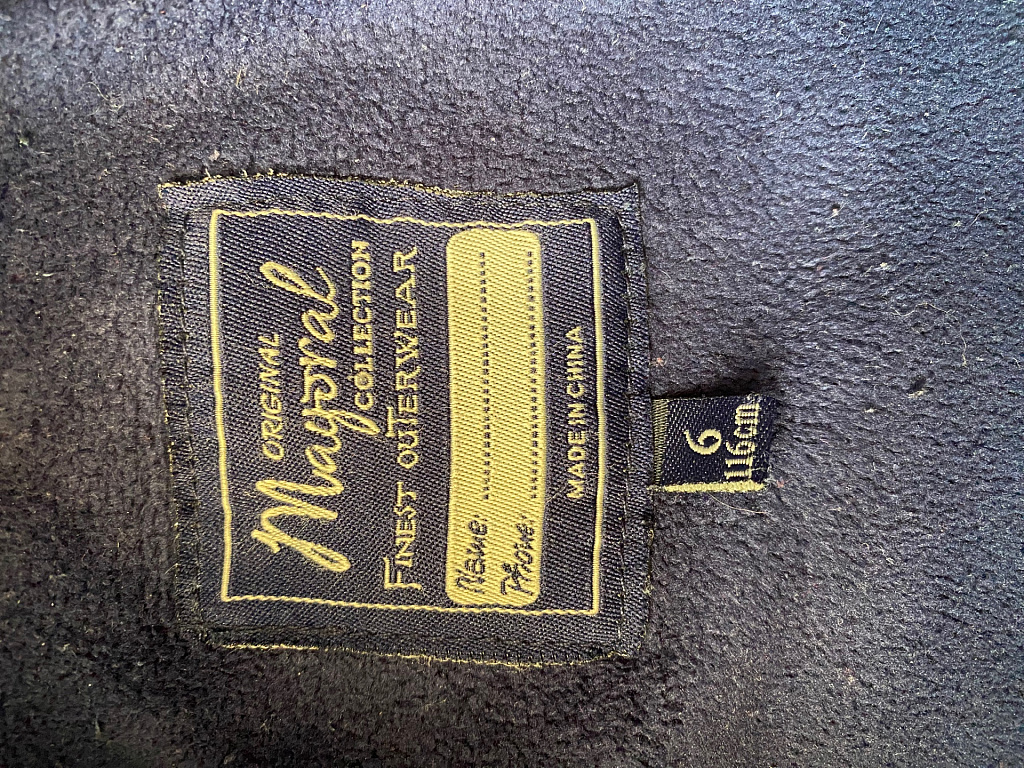 ORIGINAL
Mayoral
COLLECTION
FINEST OUTERWEAR
Name
Phone:
MADE IN CHINA
6
116cm